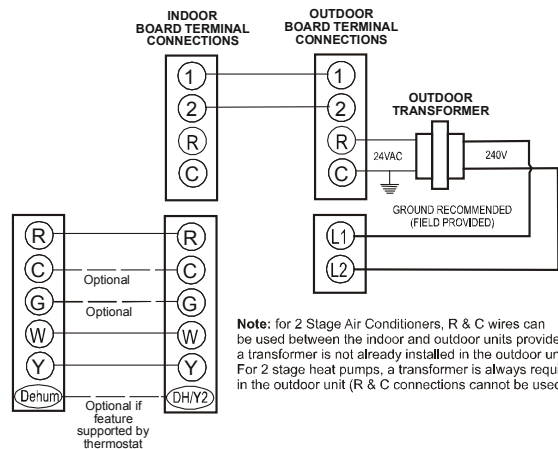 INDOOR
BOARD TERMINAL
CONNECTIONS
OUTDOOR
BOARD TERMINAL
CONNECTIONS
1
2
R
C
1
2
R
C
OUTDOOR
TRANSFORMER
24VAC
240V
GROUND RECOMMENDED
(FIELD PROVIDED)
L1
L2
R
C
G
W
Y
Dehum
Optional
Optional
Optional if
feature
supported by
thermostat
R
C
G
W
Y
DH/Y2
Note: for 2 Stage Air Conditioners, R & C wires can
be used between the indoor and outdoor units provide
a transformer is not already installed in the outdoor un
For 2 stage heat pumps, a transformer is always requi
in the outdoor unit (R & C connections cannot be used